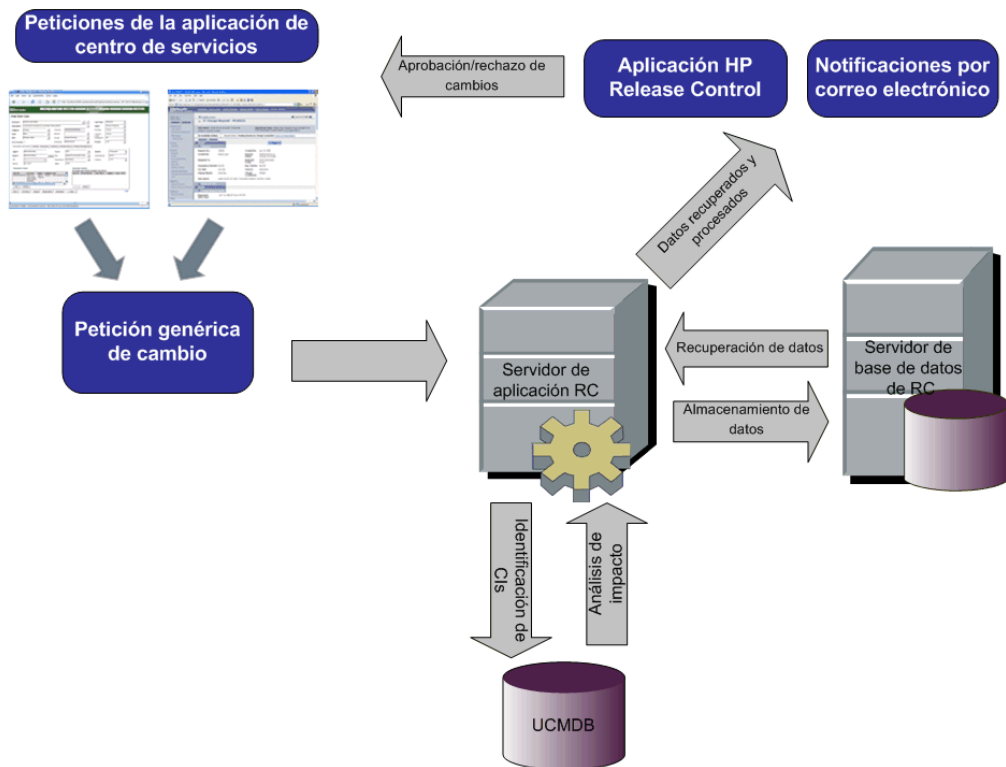 Peticiones de la aplicación de
centro de servicios
Aprobación/rechazo de
cambios
Aplicación HP
Release Control
Notificaciones por
correo electrónico
Datos recuperados y
procesados
Petición genérica
de cambio
Servidor de
aplicación RC
Recuperación de datos
Servidor de
base de datos
de RC
Almacenamiento de
datos
Identificación de
CIs
Análisis de
impacto
UCMDB